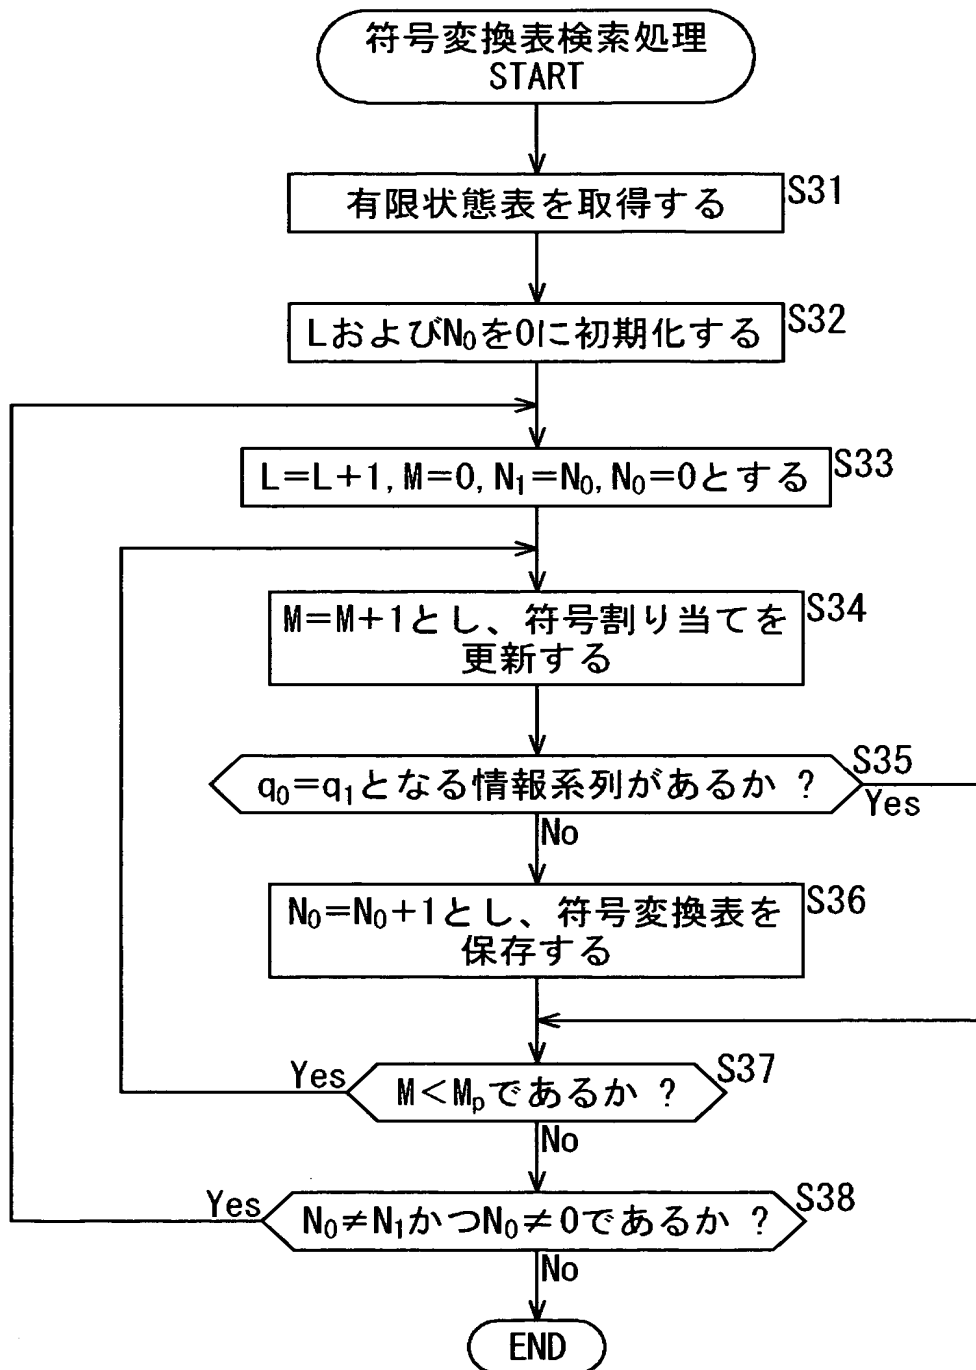 符号変換表検索処理
START
有限状態表を取得する
S31
LおよびN₀を0に初期化する
S32
L=L+1, M=0, N₁=N₀, N₀=0とする
S33
M=M+1とし、符号割り当てを
更新する
S34
q₀=q₁となる情報系列があるか ?
S35
Yes
No
N₀=N₀+1とし、符号変換表を
保存する
S36
Yes
M<Mₚであるか ?
S37
No
Yes
N₀≠N₁かつN₀≠0であるか ?
S38
No
END